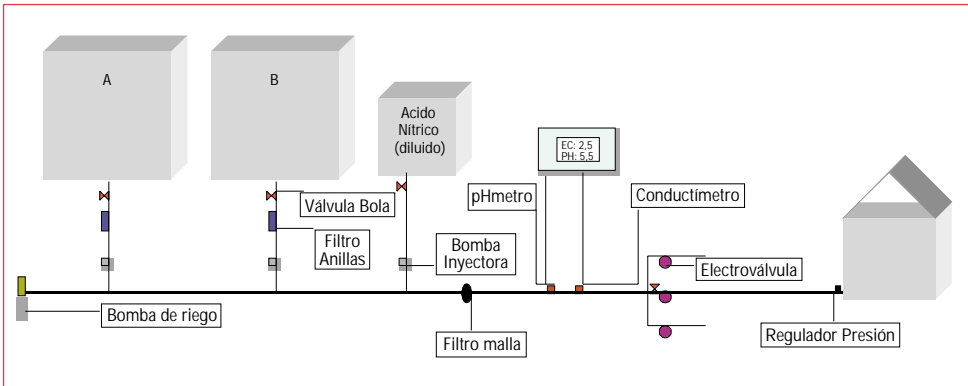 A
B
Acido
Nítrico
(diluido)
EC: 2,5
PH: 5,5
pHmetro
Conductímetro
Válvula Bola
Filtro
Anillas
Bomba
Inyectora
Electroválvula
Bomba de riego
Filtro malla
Regulador Presión